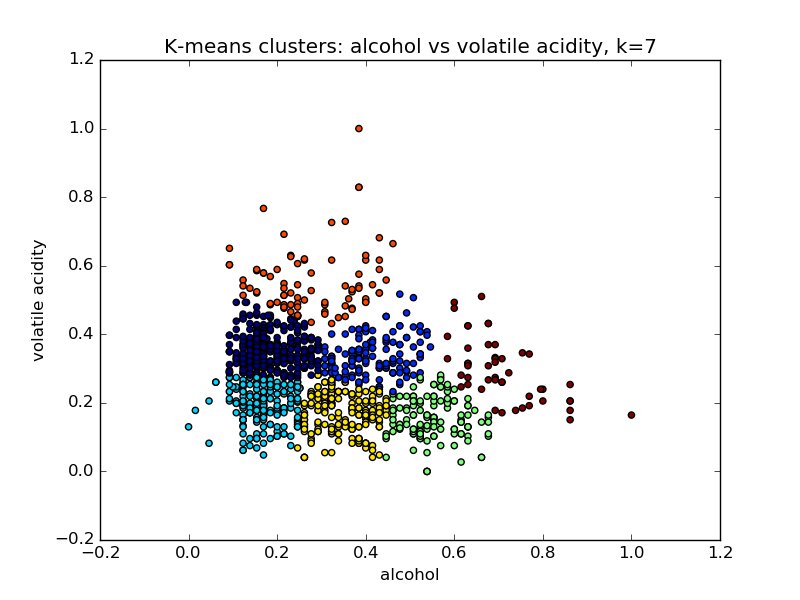 K-means clusters: alcohol vs volatile acidity, k=7
1.2
1.0
0.8
0.6
0.4
0.2
0.0
−0.2
volatile acidity
−0.2 0.0 0.2 0.4 0.6 0.8 1.0 1.2
alcohol